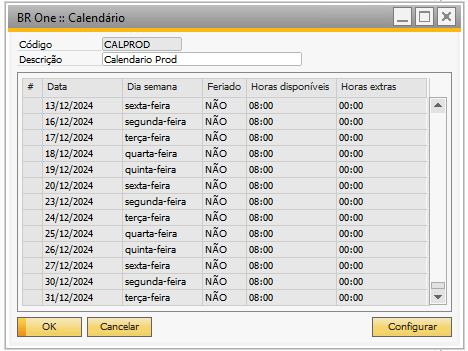 BR One :: Calendário
Código CALPROD
Descrição Calendario Prod
# Data Dia semana Feriado Horas disponíveis Horas extras
13/12/2024 sexta-feira NÃO 08:00 00:00
16/12/2024 segunda-feira NÃO 08:00 00:00
17/12/2024 terça-feira NÃO 08:00 00:00
18/12/2024 quarta-feira NÃO 08:00 00:00
19/12/2024 quinta-feira NÃO 08:00 00:00
20/12/2024 sexta-feira NÃO 08:00 00:00
23/12/2024 segunda-feira NÃO 08:00 00:00
24/12/2024 terça-feira NÃO 08:00 00:00
25/12/2024 quarta-feira NÃO 08:00 00:00
26/12/2024 quinta-feira NÃO 08:00 00:00
27/12/2024 sexta-feira NÃO 08:00 00:00
30/12/2024 segunda-feira NÃO 08:00 00:00
31/12/2024 terça-feira NÃO 08:00 00:00
OK Cancelar Configurar